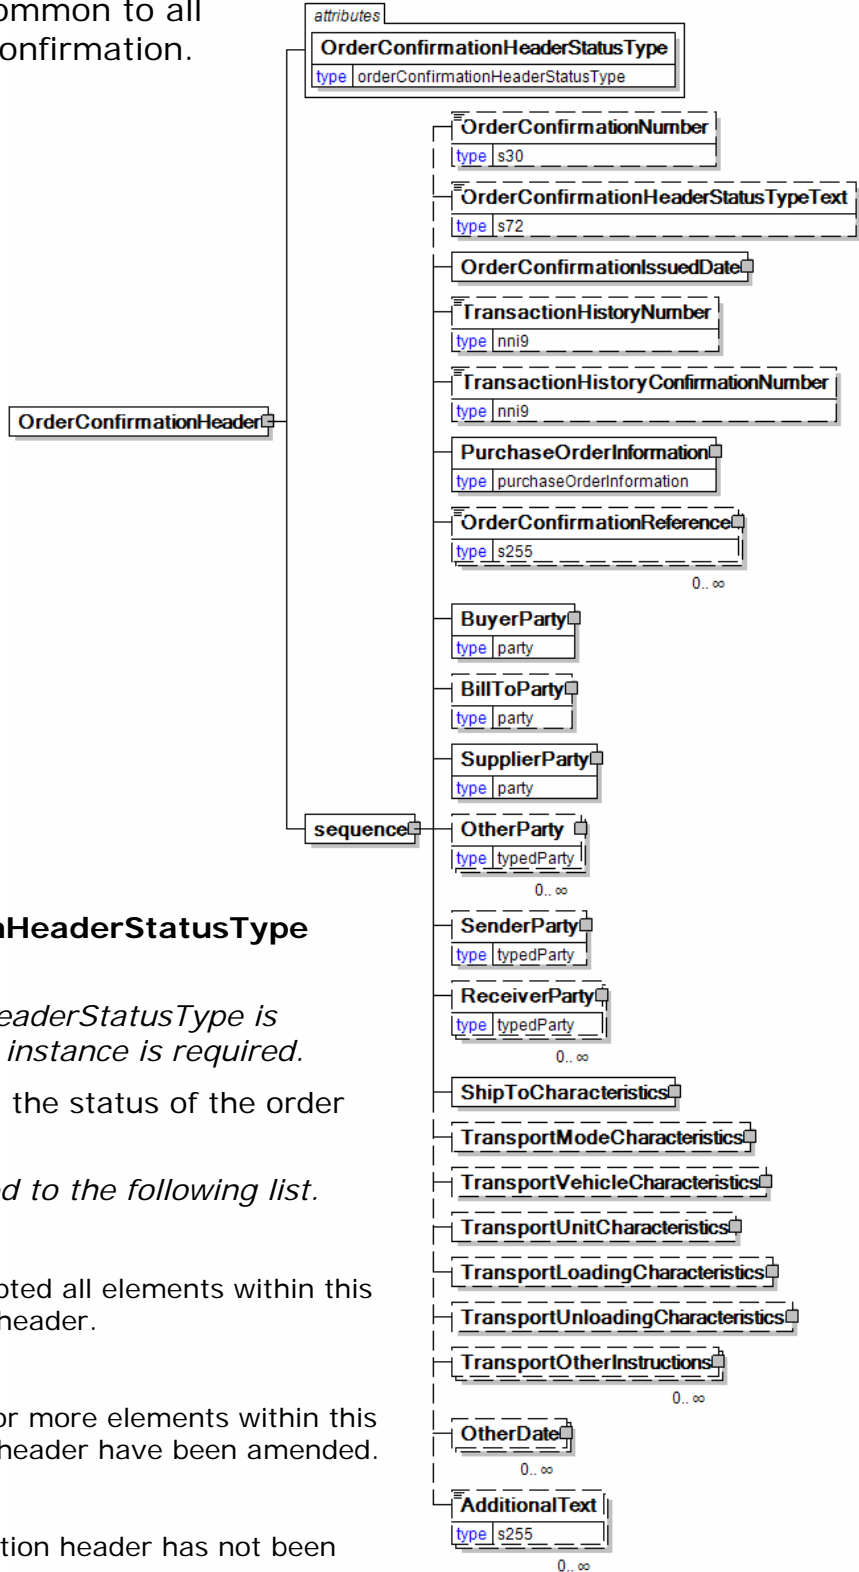 ommon to all
onfirmation.
attributes
OrderConfirmationHeaderStatusType
type orderConfirmationHeaderStatusType
OrderConfirmationNumber
type s30
OrderConfirmationHeaderStatusTypeText
type s72
OrderConfirmationIssuedDate
TransactionHistoryNumber
type nni9
TransactionHistoryConfirmationNumber
type nni9
OrderConfirmationHeader
PurchaseOrderInformation
type purchaseOrderInformation
OrderConfirmationReference
type s255
0.. ∞
BuyerParty
type party
BillToParty
type party
SupplierParty
type party
sequence
OtherParty
type typedParty
0.. ∞
SenderParty
type typedParty
ReceiverParty
type typedParty
0.. ∞
ShipToCharacteristics
TransportModeCharacteristics
TransportVehicleCharacteristics
TransportUnitCharacteristics
TransportLoadingCharacteristics
TransportUnloadingCharacteristics
TransportOtherInstructions
0.. ∞
OtherDate
0.. ∞
AdditionalText
type s255
0.. ∞
nHeaderStatusType
eaderStatusType is
instance is required.
the status of the order
d to the following list.
pted all elements within this
header.
or more elements within this
header have been amended.
tion header has not been